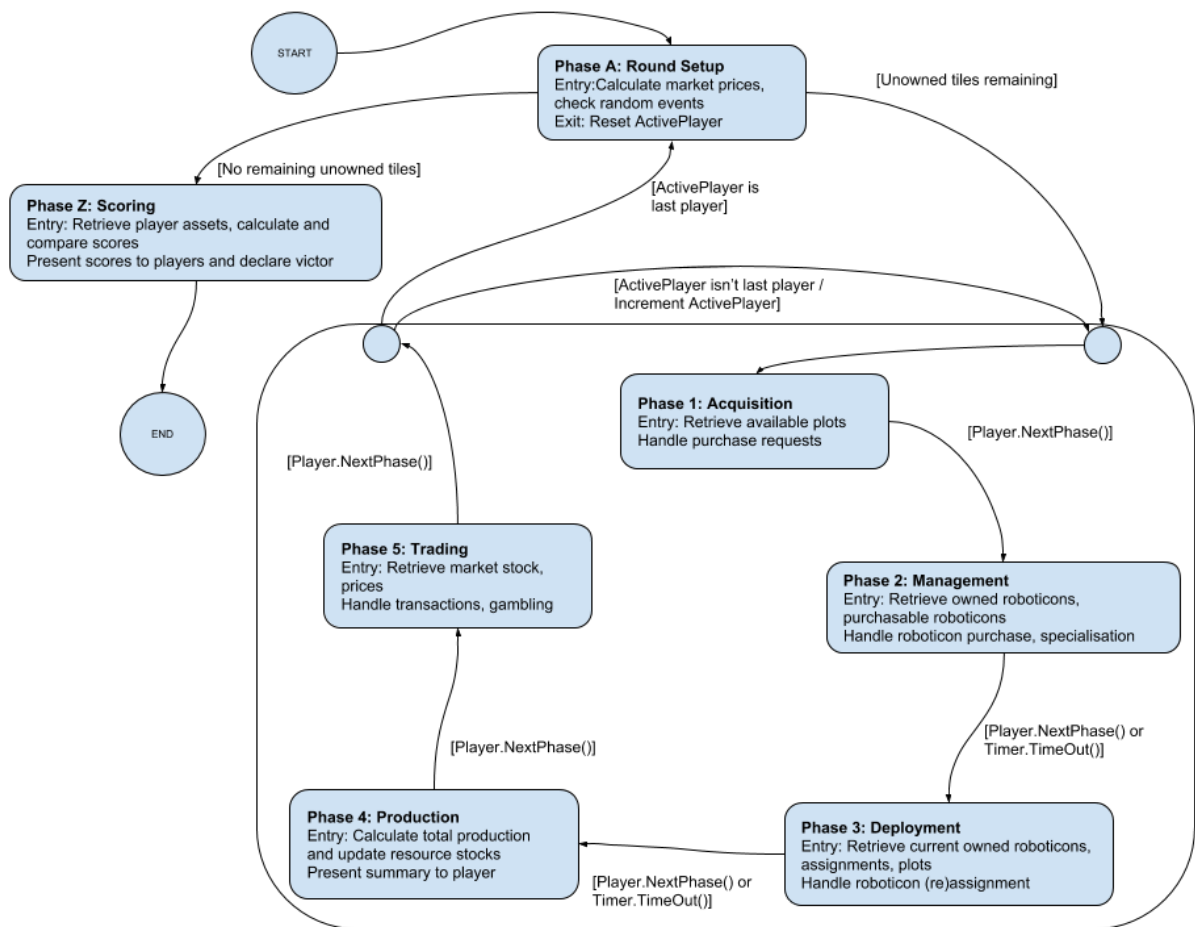 START
Phase A: Round Setup
Entry:Calculate market prices,
check random events
Exit: Reset ActivePlayer
[Unowned tiles remaining]
[No remaining unowned tiles]
[ActivePlayer is
last player]
Phase Z: Scoring
Entry: Retrieve player assets, calculate and
compare scores
Present scores to players and declare victor
[ActivePlayer isn't last player /
Increment ActivePlayer]
END
Phase 1: Acquisition
Entry: Retrieve available plots
Handle purchase requests
[Player.NextPhase()]
[Player.NextPhase()]
Phase 5: Trading
Entry: Retrieve market stock,
prices
Handle transactions, gambling
Phase 2: Management
Entry: Retrieve owned roboticons,
purchasable roboticons
Handle roboticon purchase, specialisation
[Player.NextPhase() or
Timer.TimeOut()]
[Player.NextPhase()]
Phase 4: Production
Entry: Calculate total production
and update resource stocks
Present summary to player
Phase 3: Deployment
Entry: Retrieve current owned roboticons,
assignments, plots
Handle roboticon (re)assignment
[Player.NextPhase() or
Timer.TimeOut()]